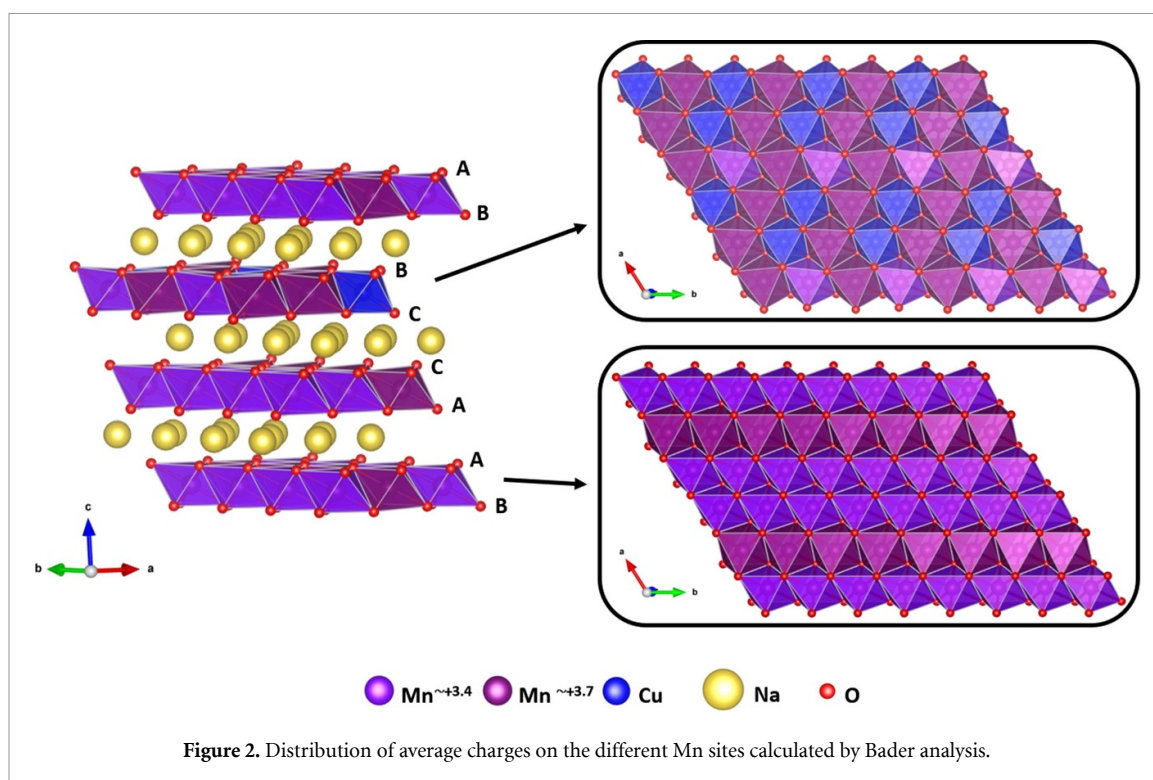 A
B
B
C
C
A
A
B
c
b
a
a
b
a
b
Mn~+3.4 Mn ~+3.7 Cu Na O
Figure 2. Distribution of average charges on the different Mn sites calculated by Bader analysis.